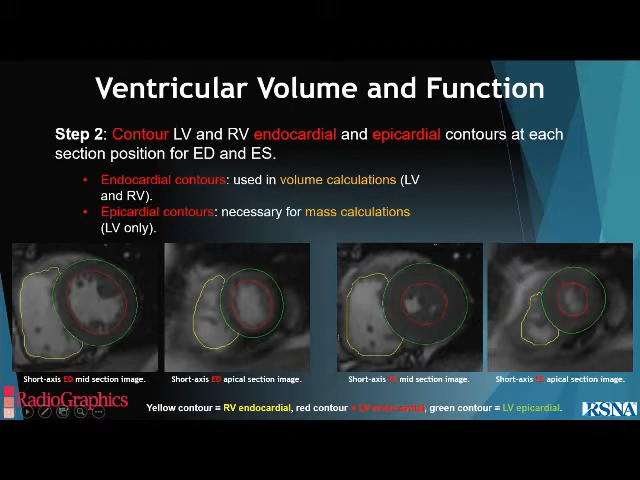 Ventricular Volume and Function
Step 2: Contour LV and RV endocardial and epicardial contours at each
section position for ED and ES.
• Endocardial contours: used in volume calculations (LV
and RV).
• Epicardial contours: necessary for mass calculations
(LV only).
Short-axis ED mid section image.
Short-axis ED apical section image.
Short-axis ES mid section image.
Short-axis ES apical section image.
RadioGraphics
Yellow contour = RV endocardial, red contour = LV endocardial, green contour = LV epicardial.
RSNA